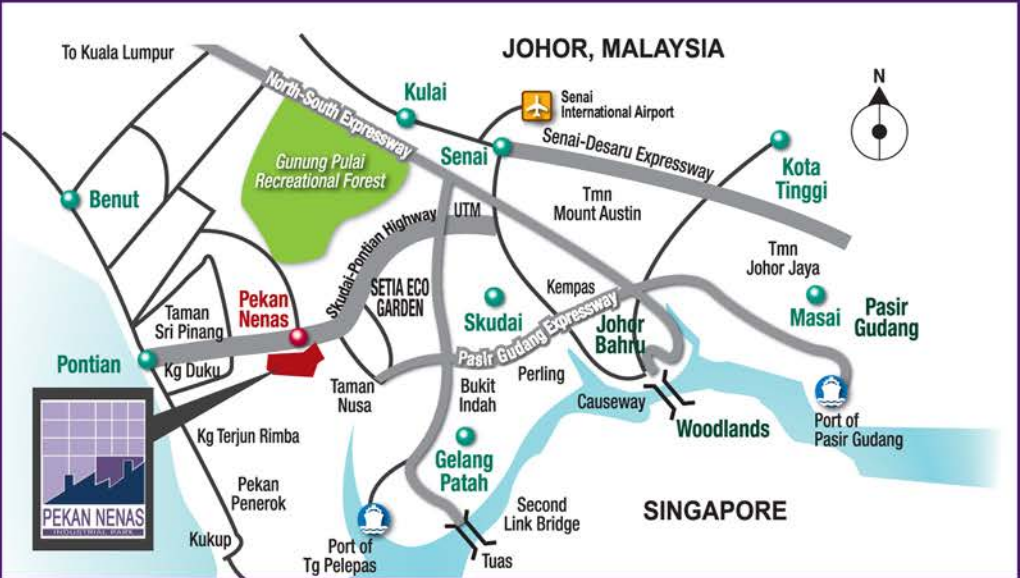 JOHOR, MALAYSIA
To Kuala Lumpur
N
North-South Expressway
Kulai
Senai
International Airport
Senai
Senai-Desaru Expressway
Kota
Tinggi
Gunung Pulai
Recreational Forest
Benut
Tmn
Mount Austin
UTM
Skudai-Pontian Highway
Tmn
Johor Jaya
SETIA ECO
GARDEN
Kempas
Pekan
Nenas
Taman
Sri Pinang
Skudai
Masai
Pasir
Gudang
Johor
Bahru
Pasir Gudang Expressway
Pontian
Kg Duku
Taman
Nusa
Bukit
Indah
Perling
Causeway
Woodlands
Port of
Pasir Gudang
Kg Terjun Rimba
Gelang
Patah
Pekan
Penerok
PEKAN NENAS
INDUSTRIAL PARK
Second
Link Bridge
SINGAPORE
Kukup
Port of
Tg Pelepas
Tuas